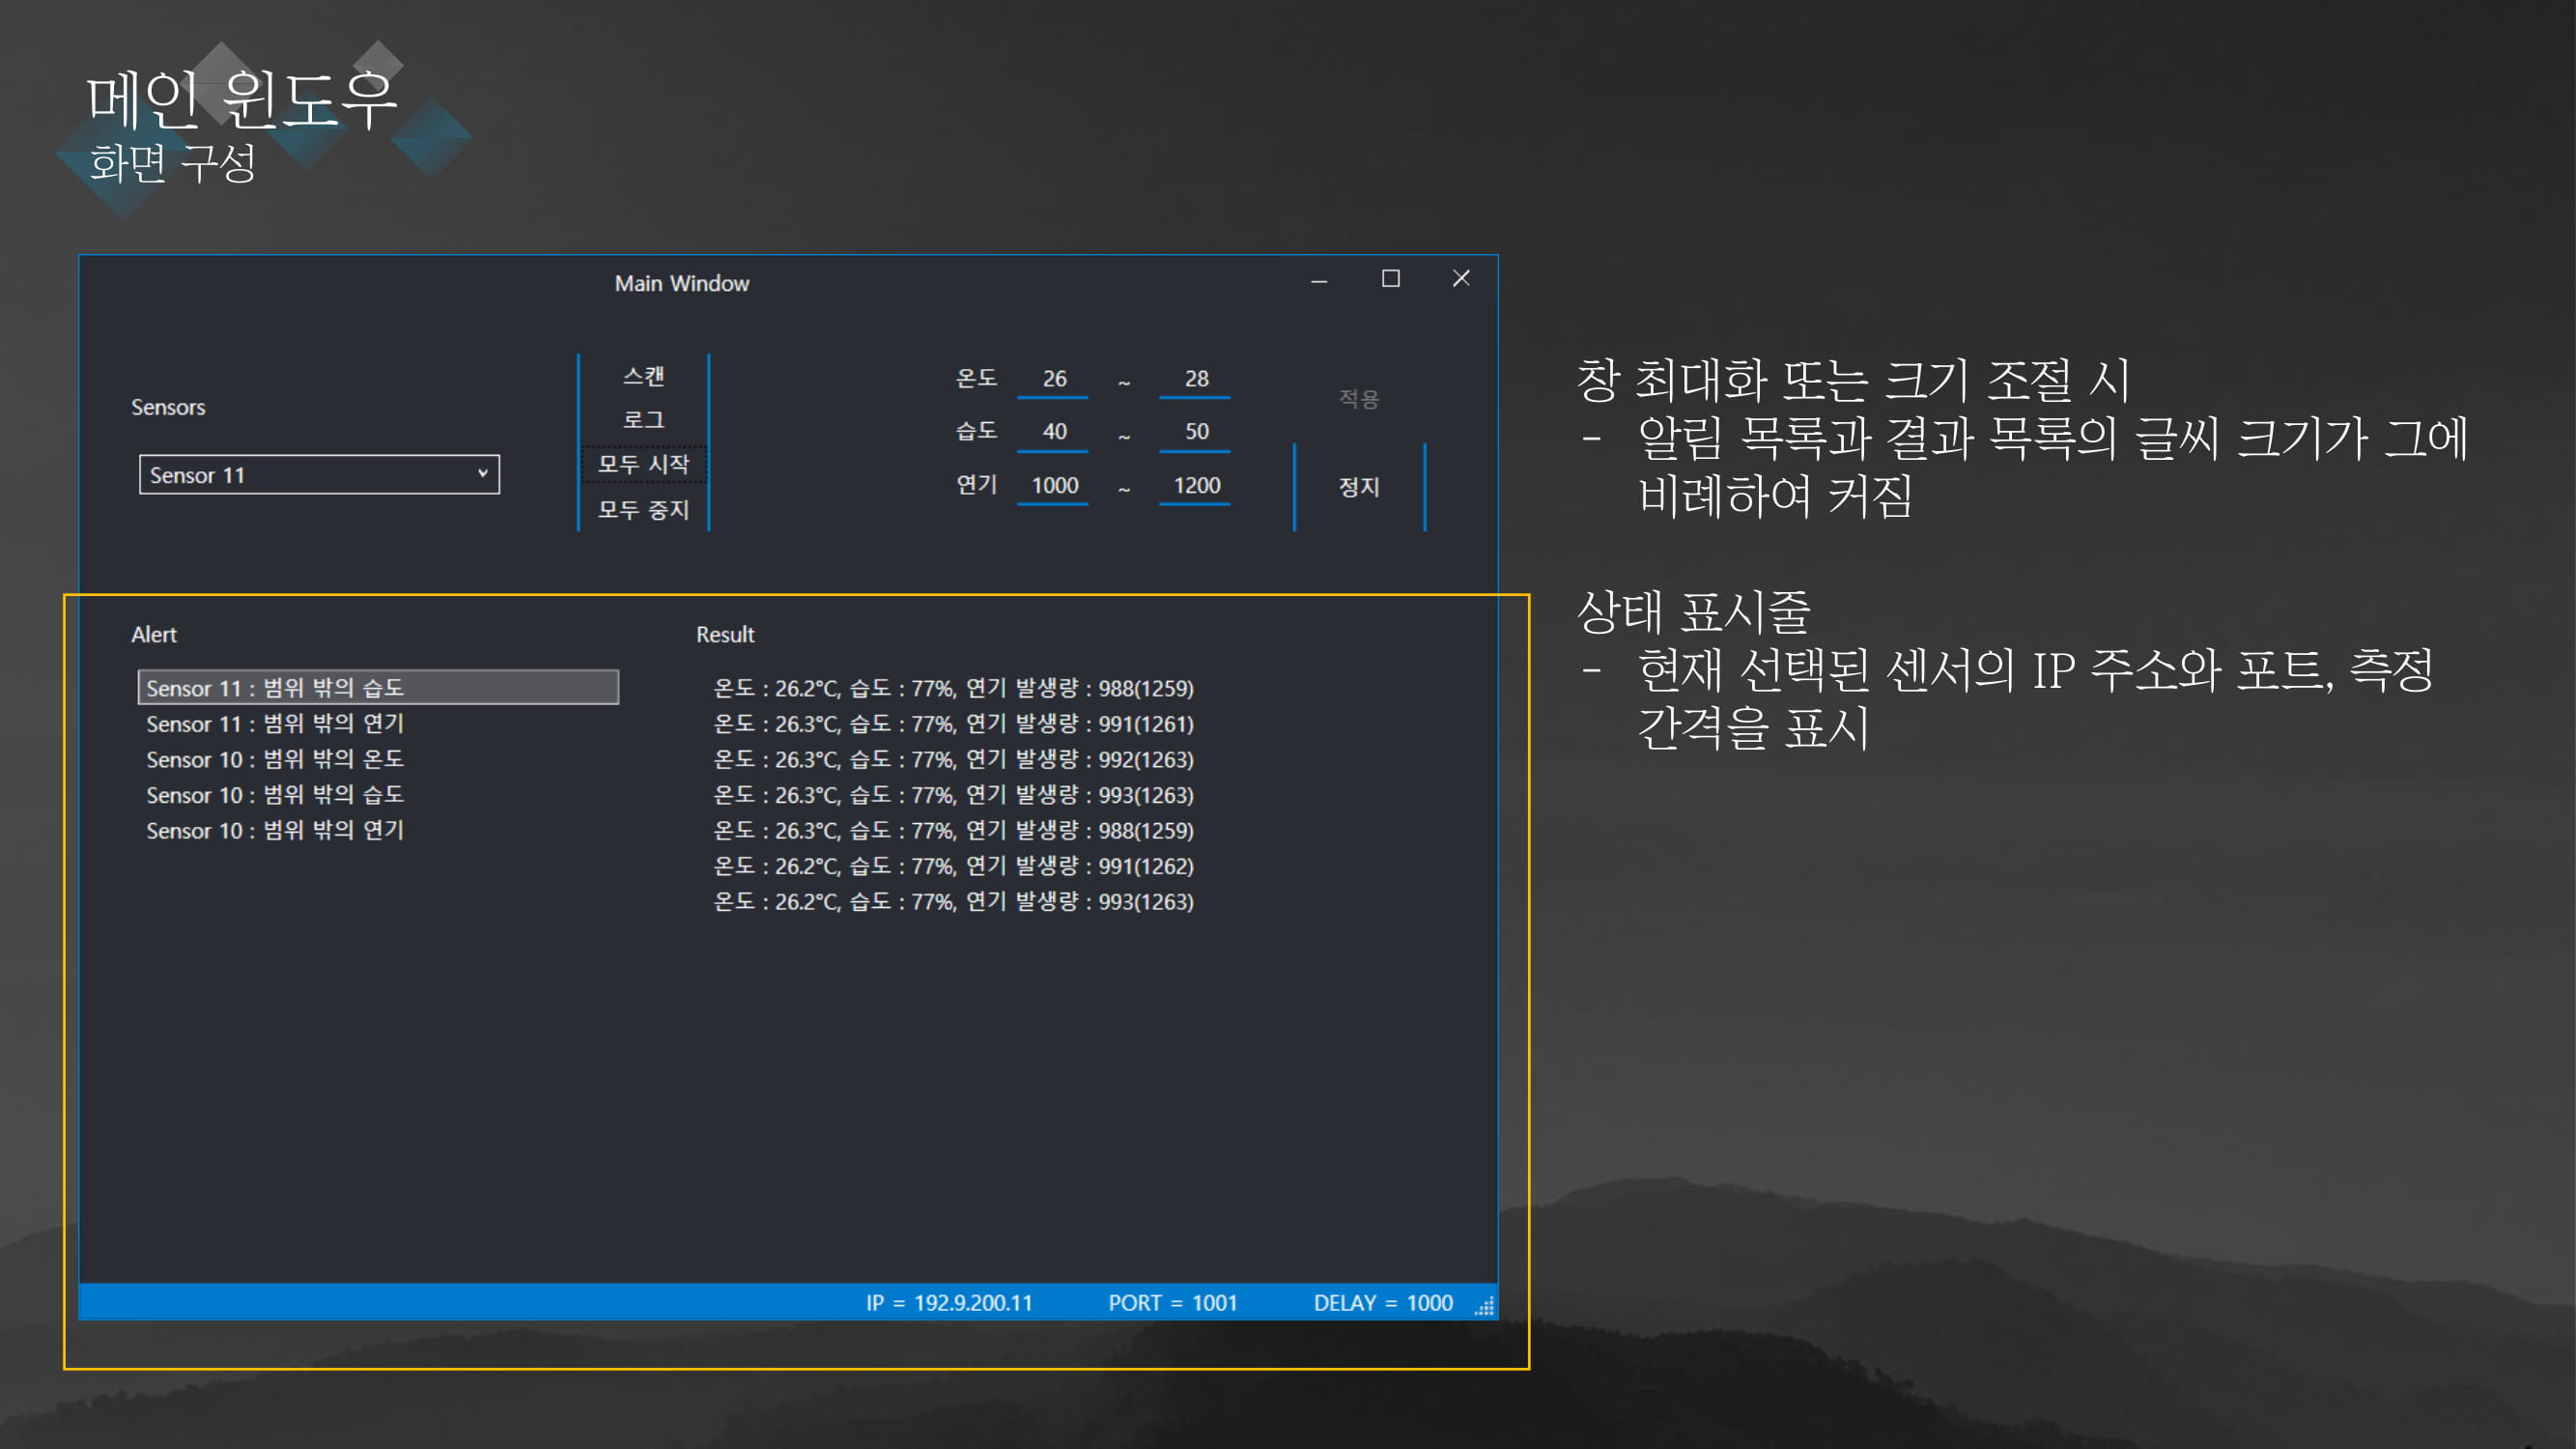 메인 윈도우
화면 구성
Main Window
Sensors
Sensor 11
스캔
로그
모두 시작
모두 중지
온도 26 ~ 28
습도 40 ~ 50
연기 1000 ~ 1200
적용
정지
Alert
Sensor 11 : 범위 밖의 습도
Sensor 11 : 범위 밖의 연기
Sensor 10 : 범위 밖의 온도
Sensor 10 : 범위 밖의 습도
Sensor 10 : 범위 밖의 연기
Result
온도 : 26.2°C, 습도 : 77%, 연기 발생량 : 988(1259)
온도 : 26.3°C, 습도 : 77%, 연기 발생량 : 991(1261)
온도 : 26.3°C, 습도 : 77%, 연기 발생량 : 992(1263)
온도 : 26.3°C, 습도 : 77%, 연기 발생량 : 993(1263)
온도 : 26.3°C, 습도 : 77%, 연기 발생량 : 988(1259)
온도 : 26.2°C, 습도 : 77%, 연기 발생량 : 991(1262)
온도 : 26.2°C, 습도 : 77%, 연기 발생량 : 993(1263)
IP = 192.9.200.11 PORT = 1001 DELAY = 1000
창 최대화 또는 크기 조절 시
- 알림 목록과 결과 목록의 글씨 크기가 그에
비례하여 커짐
상태 표시줄
- 현재 선택된 센서의 IP 주소와 포트, 측정
간격을 표시